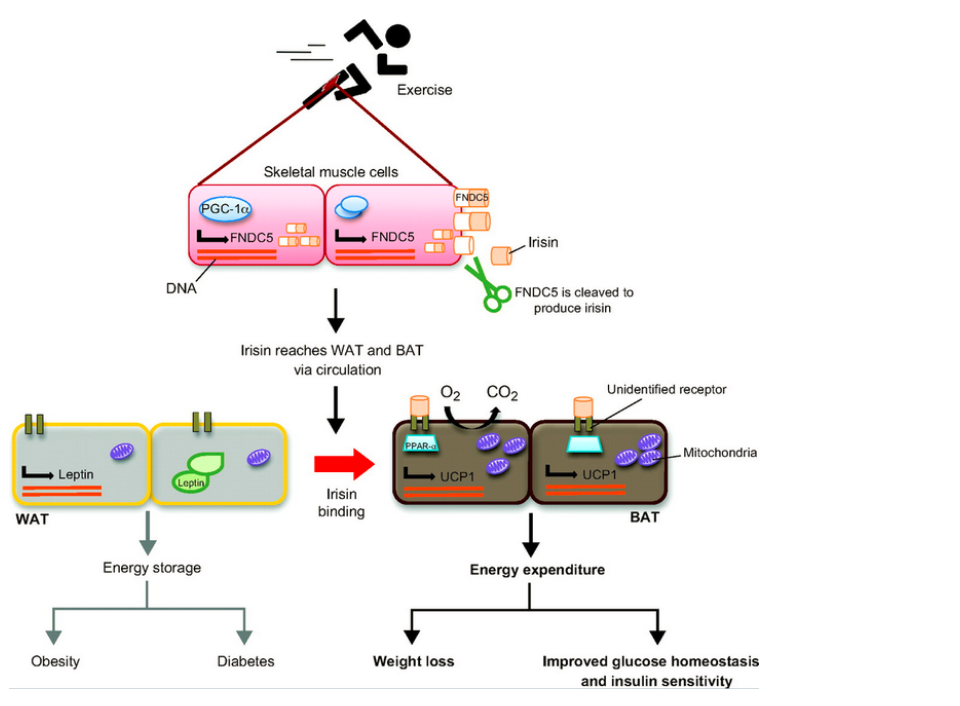 Exercise
Skeletal muscle cells
PGC-1α
FNDC5
FNDC5
FNDC5
Irisin
DNA
FNDC5 is cleaved to
produce irisin
Irisin reaches WAT and BAT
via circulation
O2
CO2
Unidentified receptor
PPAR-α
Mitochondria
Leptin
Leptin
UCP1
UCP1
Irisin
binding
WAT
BAT
Energy storage
Energy expenditure
Obesity
Diabetes
Weight loss
Improved glucose homeostasis
and insulin sensitivity